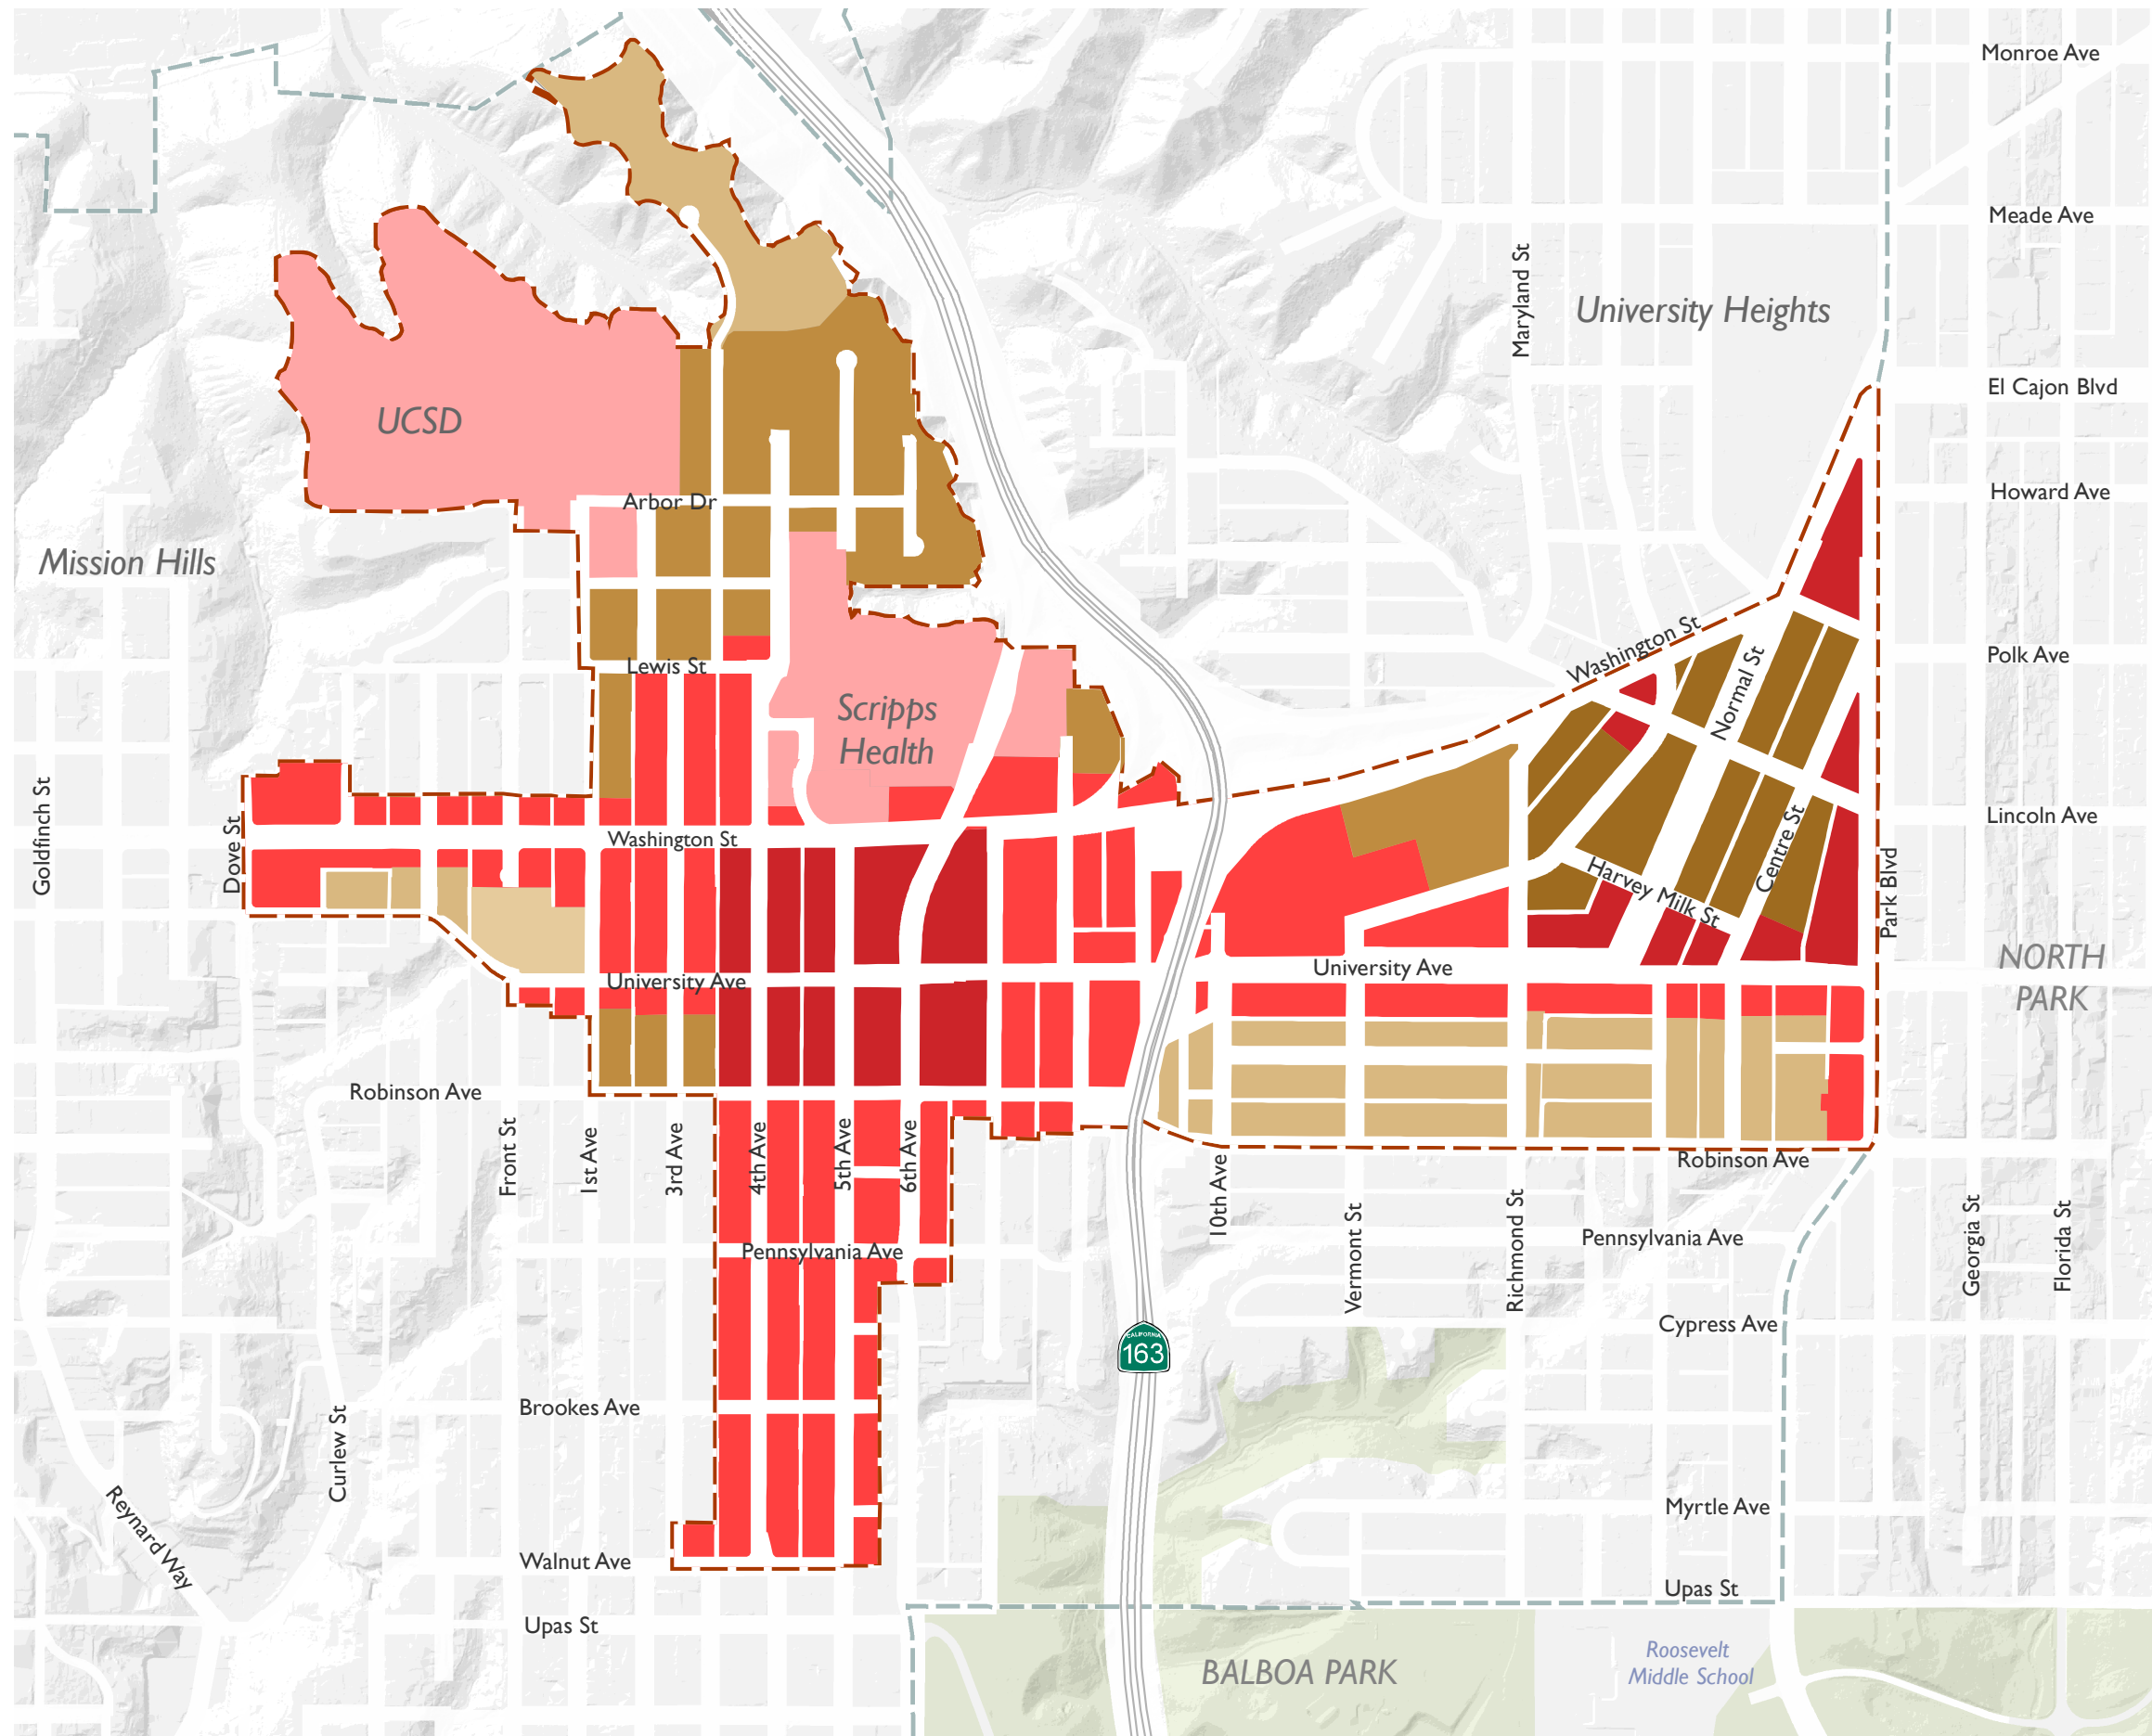 Monroe Ave
Meade Ave
Maryland St
University Heights
El Cajon Blvd
UCSD
Howard Ave
Arbor Dr
Mission Hills
Washington St
Polk Ave
Lewis St
Normal St
Scripps
Health
Goldfinch St
Dove St
Washington St
Lincoln Ave
Centre St
Harvey Milk St
Park Blvd
NORTH
PARK
University Ave
University Ave
Robinson Ave
Front St
1st Ave
3rd Ave
4th Ave
5th Ave
6th Ave
10th Ave
Robinson Ave
Vermont St
Richmond St
Pennsylvania Ave
Pennsylvania Ave
Georgia St
Florida St
CALIFORNIA
163
Cypress Ave
Brookes Ave
Curlew St
Reynard Way
Myrtle Ave
Walnut Ave
Upas St
Upas St
Roosevelt
Middle School
BALBOA PARK